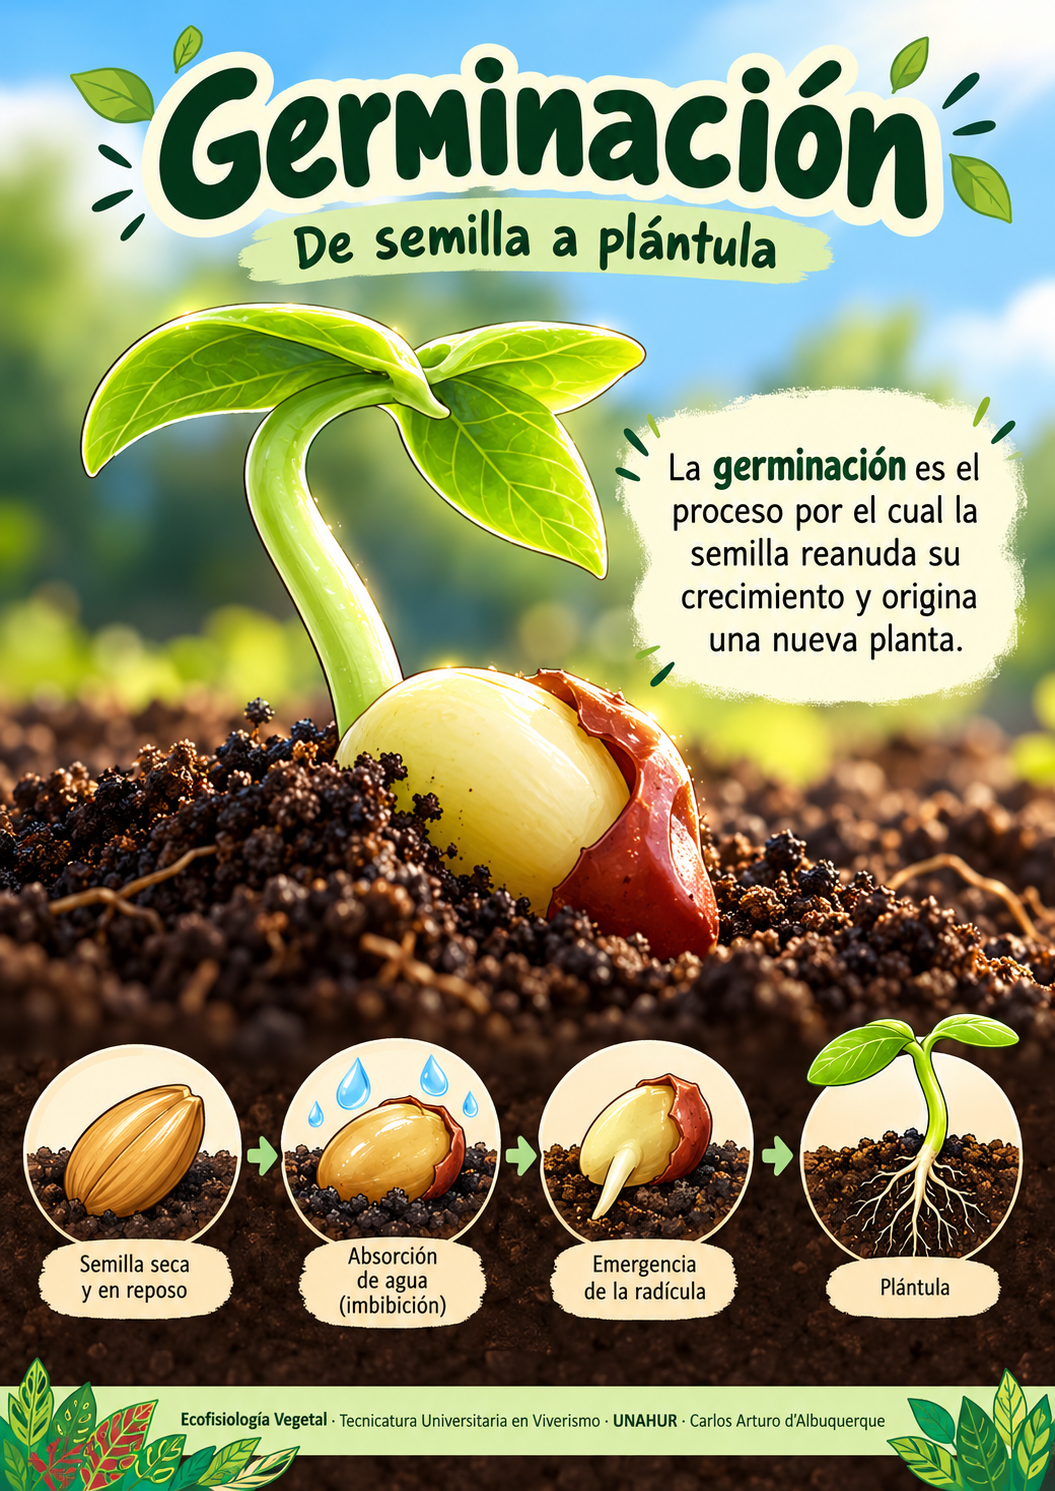 Germinación
De semilla a plántula
La germinación es el
proceso por el cual la
semilla reanuda su
crecimiento y origina
una nueva planta.
Semilla seca
y en reposo
Absorción
de agua
(imbibición)
Emergencia
de la radícula
Plántula
Ecofisiología Vegetal · Tecnicatura Universitaria en Viverismo · UNAHUR · Carlos Arturo d'Albuquerque